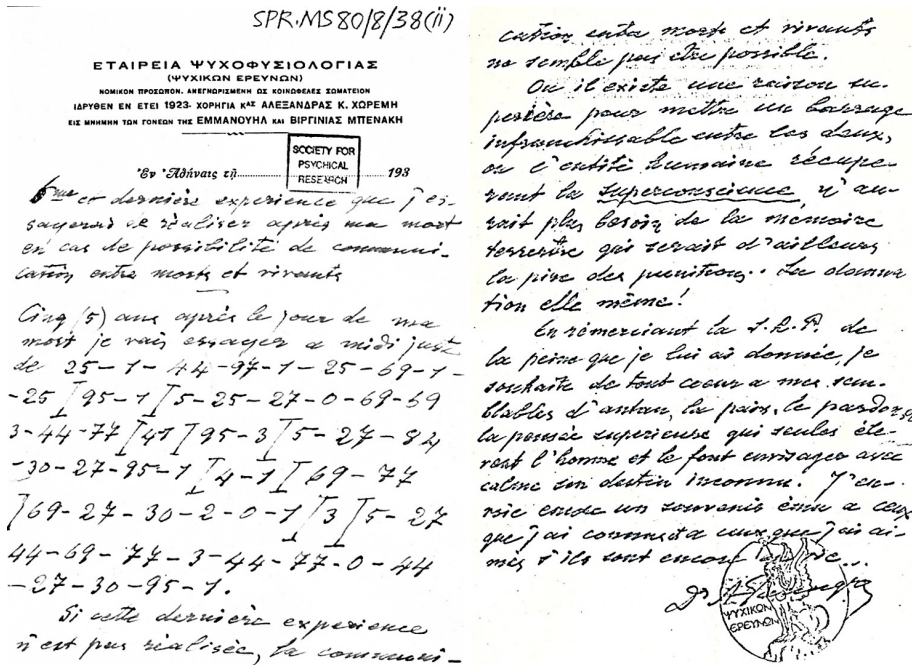 SPR.MS 80/8/38(ii)
ΕΤΑΙΡΕΙΑ ΨΥΧΟΦΥΣΙΟΛΟΓΙΑΣ
(ΨΥΧΙΚΩΝ ΕΡΕΥΝΩΝ)
ΝΟΜΙΚΟΝ ΠΡΟΣΩΠΟΝ. ΑΝΕΓΝΩΡΙΣΜΕΝΗ ΩΣ ΚΟΙΝΩΦΕΛΕΣ ΣΩΜΑΤΕΙΟΝ
ΙΔΡΥΘΕΝ ΕΝ ΕΤΕΙ 1923· ΧΟΡΗΓΙΑ Κας ΑΛΕΞΑΝΔΡΑΣ Κ. ΧΩΡΕΜΗ
ΕΙΣ ΜΝΗΜΗΝ ΤΩΝ ΓΟΝΕΩΝ ΤΗΣ ΕΜΜΑΝΟΥΗΛ ΚΑΙ ΒΙΡΓΙΝΙΑΣ ΜΠΕΝΑΚΗ
SOCIETY FOR
PSYCHICAL
RESEARCH
Ἐν Ἀθήναις τῇ 193
et dernière expérience que j'es-
sayerai de réaliser après ma mort
en cas de possibilité de communi-
cation entre morts et vivants
Cinq (5) ans après le jour de ma
mort je vais essayer a midi juste
de 25-1-44-97-1-25-69-1-
-25 I 95-1 I 5-25-27-0-69-69
3-44-77 I 41 I 95-3 I 5-27-84
-30-27-95-1 I 4-1 I 69-77
I 69-27-30-2-0-1 I 3 I 5-27
44-69-77-3-44-77-0-44
-27-30-95-1.
Si cette dernière expérience
n'est pas réalisée, la communi-
cation entre morts et vivants
ne semble pas être possible.
Ou il existe une raison su-
périère pour mettre un barrage
infranchissable entre les deux,
ou l'entité humaine récupe-
rant la superconscience, n'au-
rait plus besoin de la mémoire
terrestre qui serait d'ailleurs
la pire des punitions.. La damna-
tion elle même!
En remerciant la S.P.R. de
la peine que je lui ai donnée, je
souhaite de tout coeur a mes sem-
blables d'antan, la paix, le pardon,
la pensée superieuse qui seules éle-
vent l'homme et le font envisager avec
calme son destin inconnu. J'en-
voie un souvenir ému a ceux
que j'ai connus a ceux que j'ai ai-
més s'ils sont encore
Dr
ΨΥΧΙΚΩΝ
ΕΡΕΥΝΩΝ